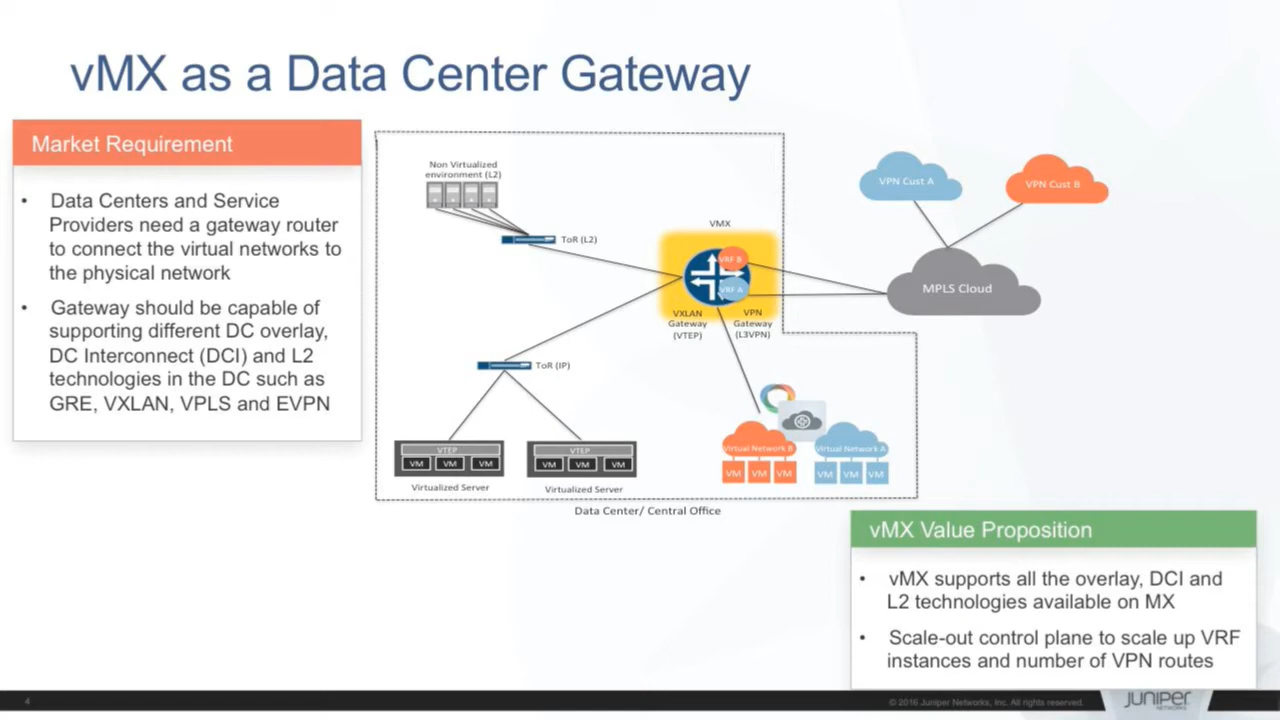 vMX as a Data Center Gateway
Market Requirement
• Data Centers and Service
Providers need a gateway router
to connect the virtual networks to
the physical network
• Gateway should be capable of
supporting different DC overlay,
DC Interconnect (DCI) and L2
technologies in the DC such as
GRE, VXLAN, VPLS and EVPN
Non Virtualized
environment (L2)
ToR (L2)
VMX
VRF B
VRF A
VXLAN
Gateway
(VTEP)
VPN
Gateway
(L3VPN)
VPN Cust A
VPN Cust B
MPLS Cloud
ToR (IP)
VTEP
VM VM VM
Virtualized Server
VTEP
VM VM VM
Virtualized Server
Virtual Network B
VM VM VM
Virtual Network A
VM VM VM
Data Center/ Central Office
vMX Value Proposition
• vMX supports all the overlay, DCI and
L2 technologies available on MX
• Scale-out control plane to scale up VRF
instances and number of VPN routes
4
© 2016 Juniper Networks, Inc. All rights reserved.
JUNIPER
NETWORKS